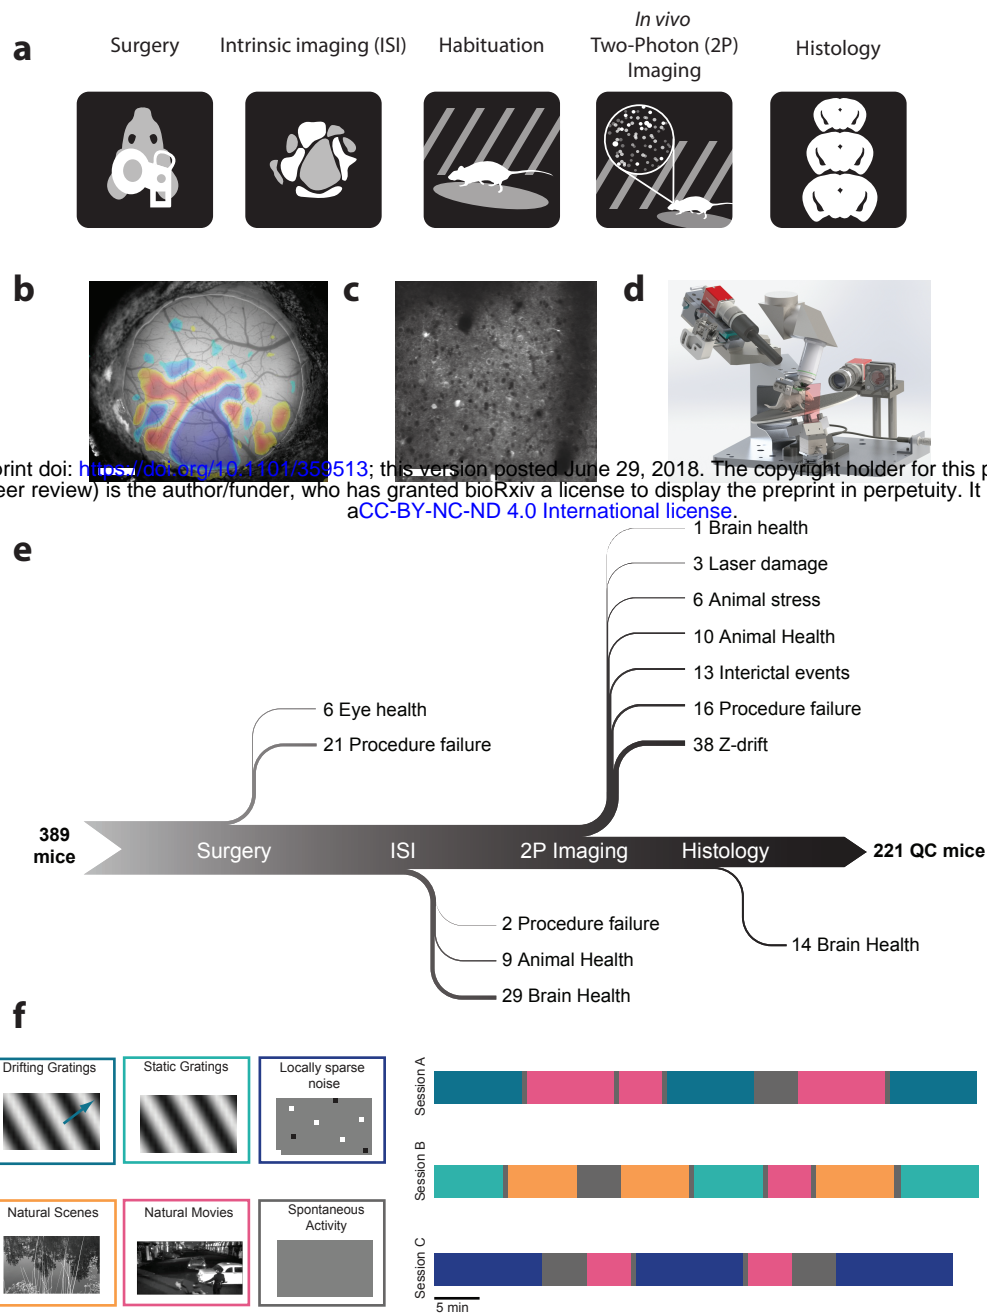 a
Surgery
Intrinsic imaging (ISI)
Habituation
In vivo
Two-Photon (2P)
Imaging
Histology
b
c
d
print doi: https://doi.org/10.1101/359513; this version posted June 29, 2018. The copyright holder for this p
eer review) is the author/funder, who has granted bioRxiv a license to display the preprint in perpetuity. It
aCC-BY-NC-ND 4.0 International license.
e
1 Brain health
3 Laser damage
6 Animal stress
10 Animal Health
13 Interictal events
16 Procedure failure
38 Z-drift
6 Eye health
21 Procedure failure
389
mice
Surgery
ISI
2P Imaging
Histology
221 QC mice
2 Procedure failure
9 Animal Health
29 Brain Health
14 Brain Health
f
Drifting Gratings
Static Gratings
Locally sparse
noise
Natural Scenes
Natural Movies
Spontaneous
Activity
Session A
Session B
Session C
5 min